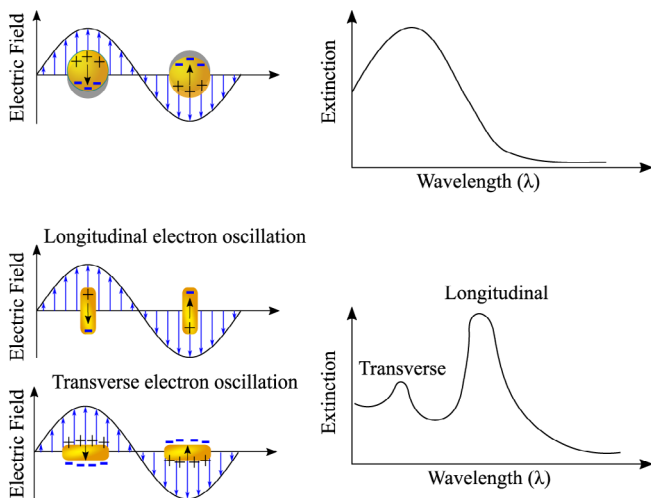 Electric Field
+ + +
- - -
- - -
+ + +
Extinction
Wavelength (λ)
Longitudinal electron oscillation
Electric Field
+
-
-
+
Transverse electron oscillation
Electric Field
++ ++
- - - -
- - - -
++++
Longitudinal
Transverse
Extinction
Wavelength (λ)